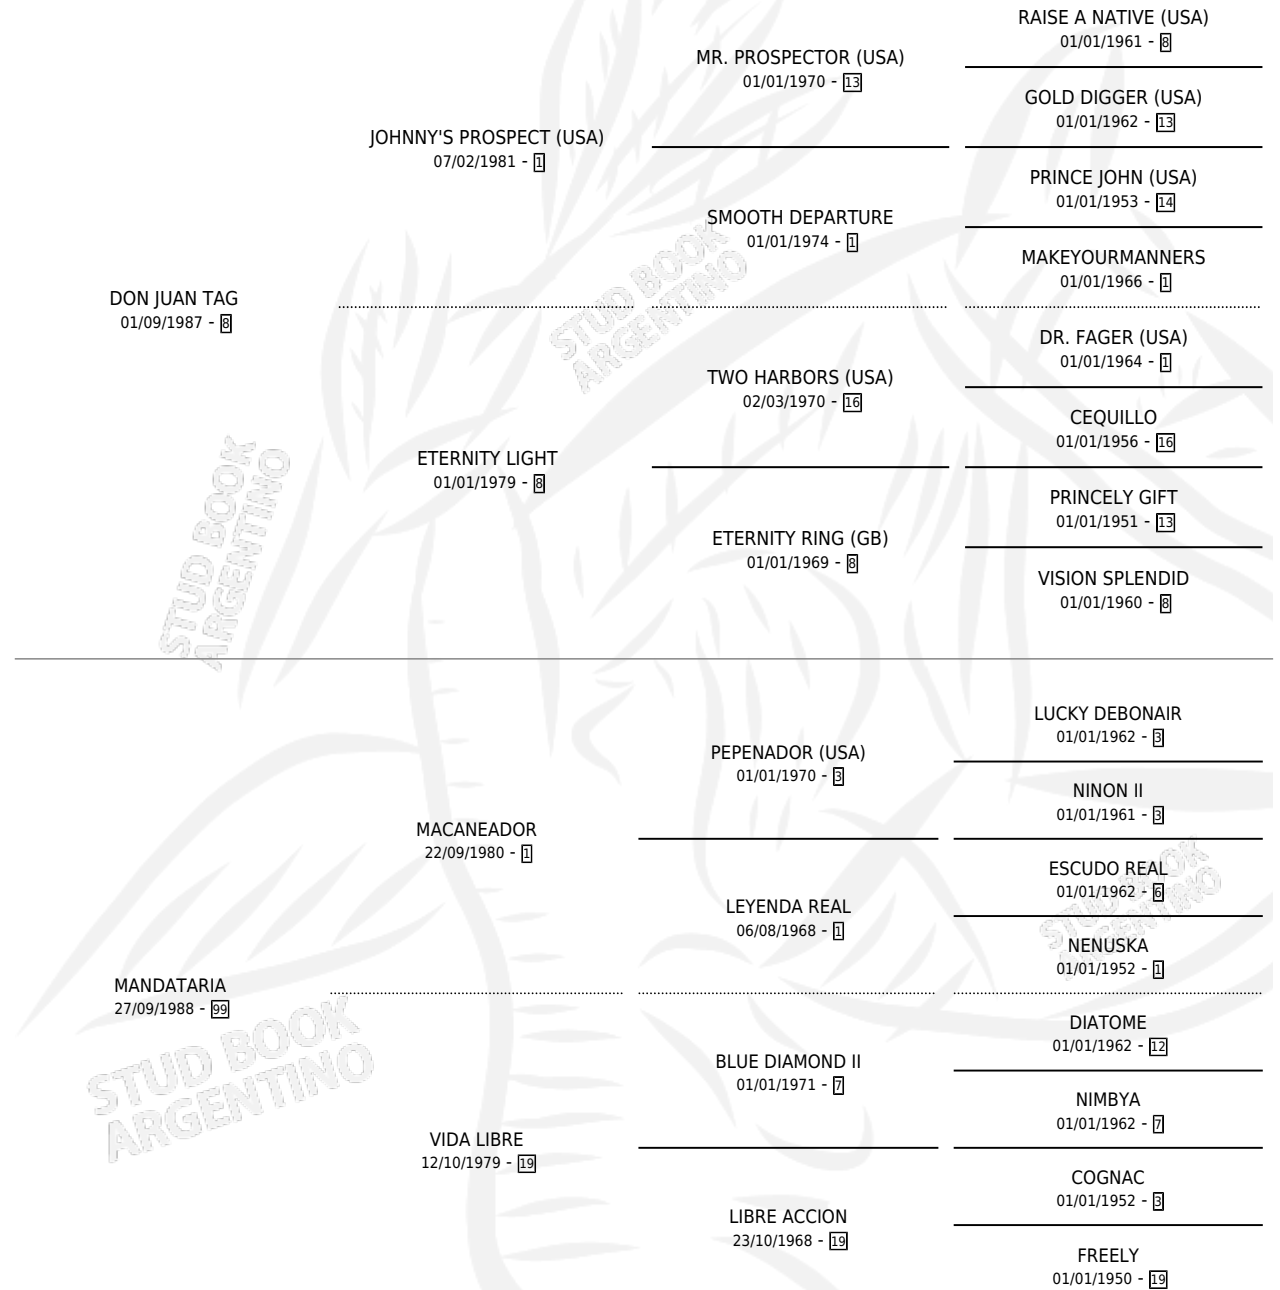 RAISE A NATIVE (USA)
01/01/1961 - 8
MR. PROSPECTOR (USA)
01/01/1970 - 13
GOLD DIGGER (USA)
01/01/1962 - 13
JOHNNY'S PROSPECT (USA)
07/02/1981 - 1
PRINCE JOHN (USA)
01/01/1953 - 14
SMOOTH DEPARTURE
01/01/1974 - 1
MAKEYOURMANNERS
01/01/1966 - 1
DON JUAN TAG
01/09/1987 - 8
STUD BOOK
ARGENTINO
DR. FAGER (USA)
01/01/1964 - 1
TWO HARBORS (USA)
02/03/1970 - 16
CEQUILLO
01/01/1956 - 16
ETERNITY LIGHT
01/01/1979 - 8
PRINCELY GIFT
01/01/1951 - 13
ETERNITY RING (GB)
01/01/1969 - 8
VISION SPLENDID
01/01/1960 - 8
STUD BOOK
ARGENTINO
LUCKY DEBONAIR
01/01/1962 - 3
PEPENADOR (USA)
01/01/1970 - 3
NINON II
01/01/1961 - 3
MACANEADOR
22/09/1980 - 1
ESCUDO REAL
01/01/1962 - 6
LEYENDA REAL
06/08/1968 - 1
STUD BOOK
ARGENTINO
NENUSKA
01/01/1952 - 1
MANDATARIA
27/09/1988 - 99
DIATOME
01/01/1962 - 12
BLUE DIAMOND II
01/01/1971 - 7
STUD BOOK
ARGENTINO
NIMBYA
01/01/1962 - 7
VIDA LIBRE
12/10/1979 - 19
COGNAC
01/01/1952 - 3
LIBRE ACCION
23/10/1968 - 19
FREELY
01/01/1950 - 19